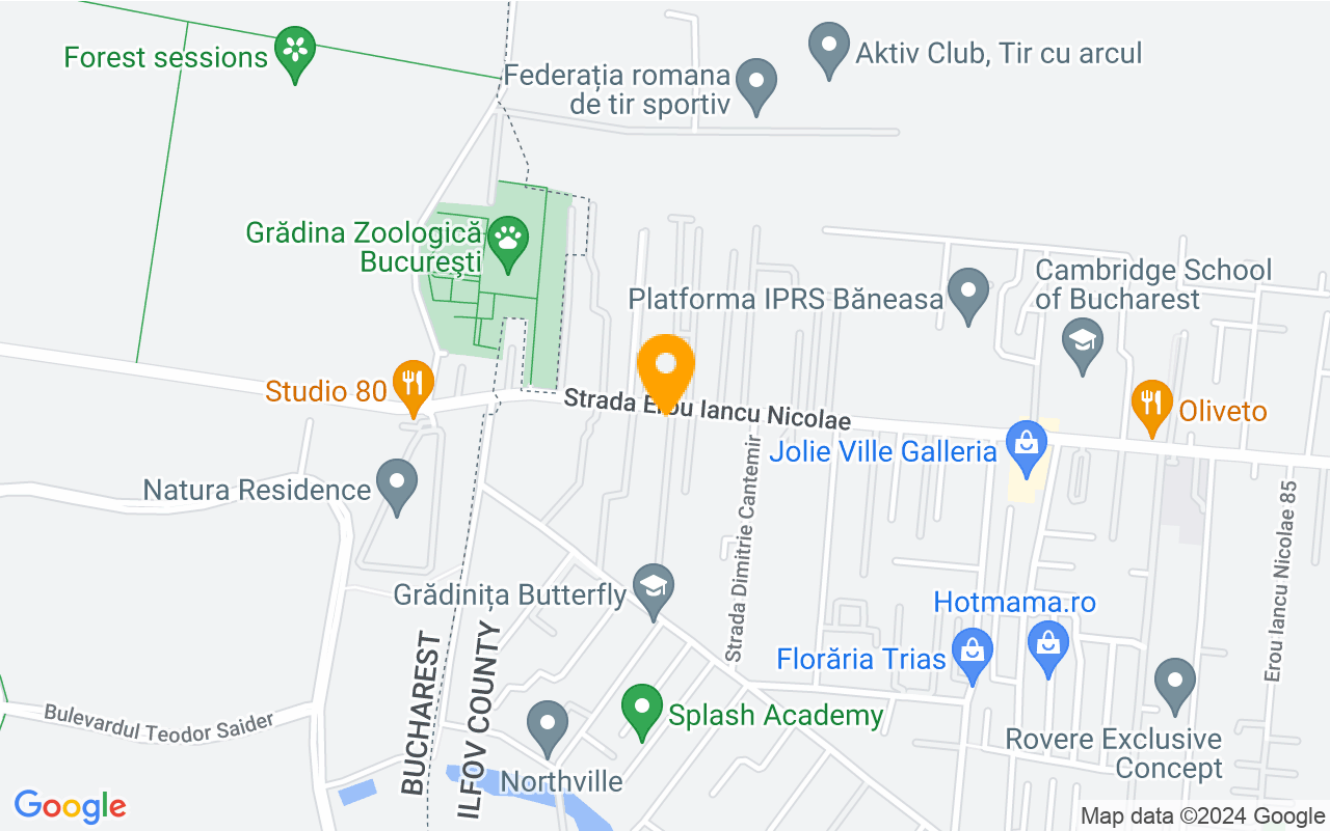 Forest sessions
Aktiv Club, Tir cu arcul
Federația romana
de tir sportiv
Grădina Zoologică
București
Cambridge School
of Bucharest
Platforma IPRS Băneasa
Studio 80
Strada Erou Iancu Nicolae
Oliveto
Jolie Ville Galleria
Natura Residence
Strada Dimitrie Cantemir
Erou Iancu Nicolae 85
Grădinița Butterfly
Hotmama.ro
BUCHAREST
ILFOV COUNTY
Florăria Trias
Bulevardul Teodor Saider
Splash Academy
Rovere Exclusive
Concept
Northville
Google
Map data ©2024 Google